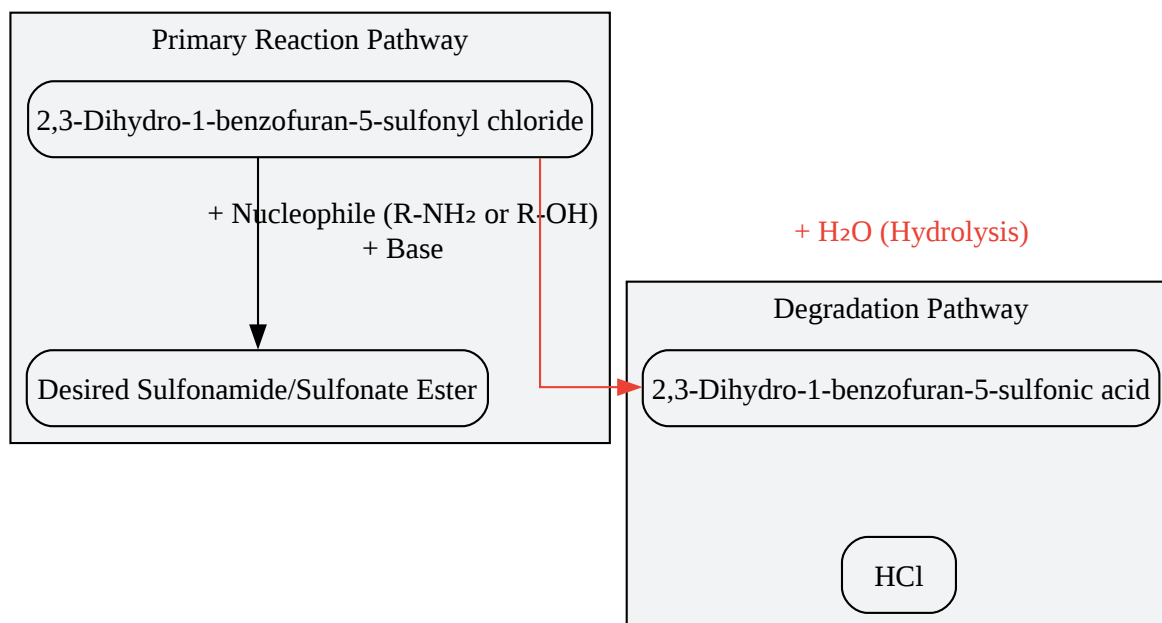 Primary Reaction Pathway
2,3-Dihydro-1-benzofuran-5-sulfonyl chloride
+ Nucleophile (R-NH₂ or R-OH)
+ Base
+ H₂O (Hydrolysis)
Degradation Pathway
Desired Sulfonamide/Sulfonate Ester
2,3-Dihydro-1-benzofuran-5-sulfonic acid
HCl